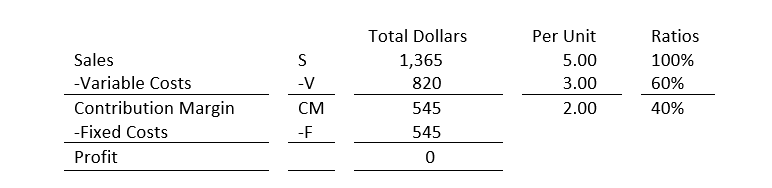 Total Dollars Per Unit Ratios
Sales S 1,365 5.00 100%
-Variable Costs -V 820 3.00 60%
Contribution Margin CM 545 2.00 40%
-Fixed Costs -F 545
Profit 0